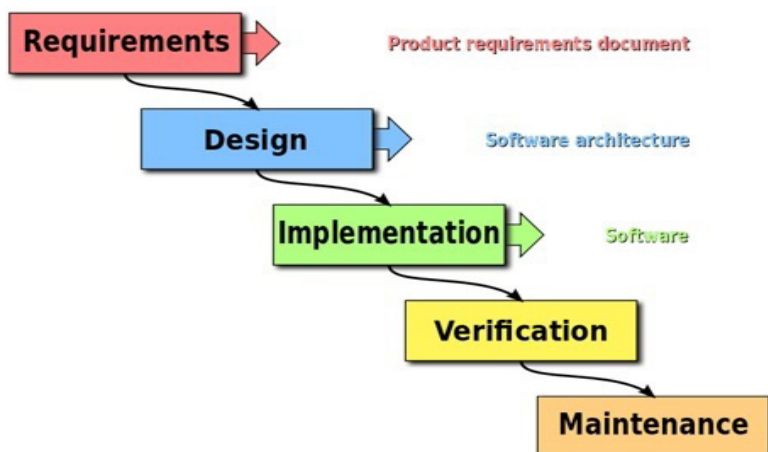 Requirements
Product requirements document
Design
Software architecture
Implementation
Software
Verification
Maintenance